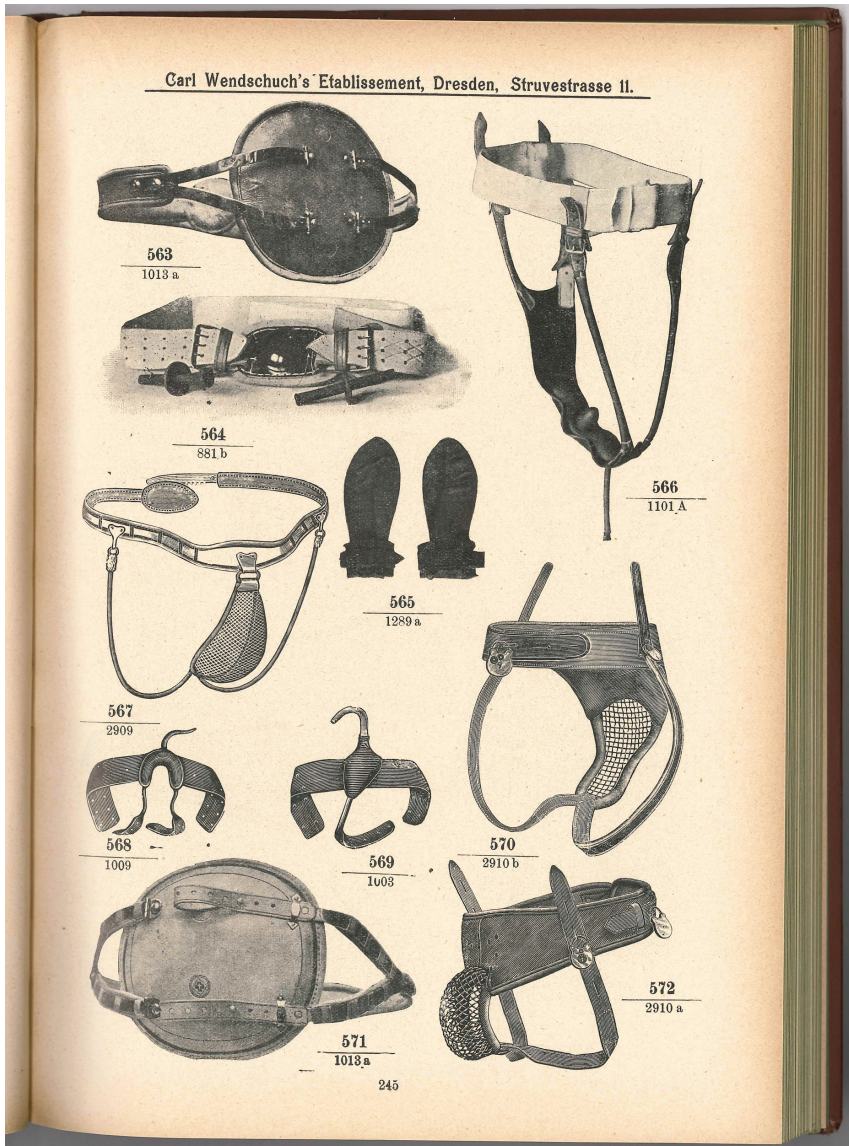 Carl Wendschuch's Etablissement, Dresden, Struvestrasse 11.
563
1013 a
564
881 b
565
1289 a
566
1101 A
567
2909
568
1009
569
1003
570
2910 b
571
1013 a
572
2910 a
245